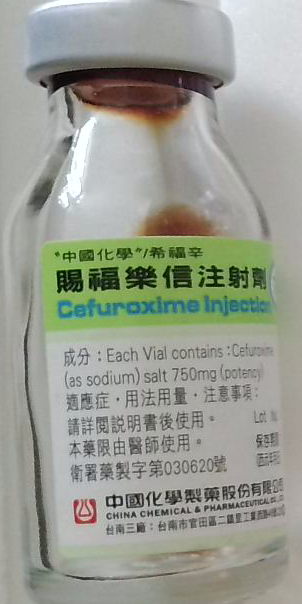 "中國化學"/希福辛
賜福樂信注射劑
Cefuroxime Injection
成分：Each Vial contains：Cefuroxime
(as sodium) salt 750mg (potency)
適應症・用法用量・注意事項：
請詳閱說明書後使用。 Lot No.
本藥限由醫師使用。
衛署藥製字第030620號
中國化學製藥股份有限公司
CHINA CHEMICAL & PHARMACEUTICAL CO.
台南三廠：台南市官田區二鎮里工業西路